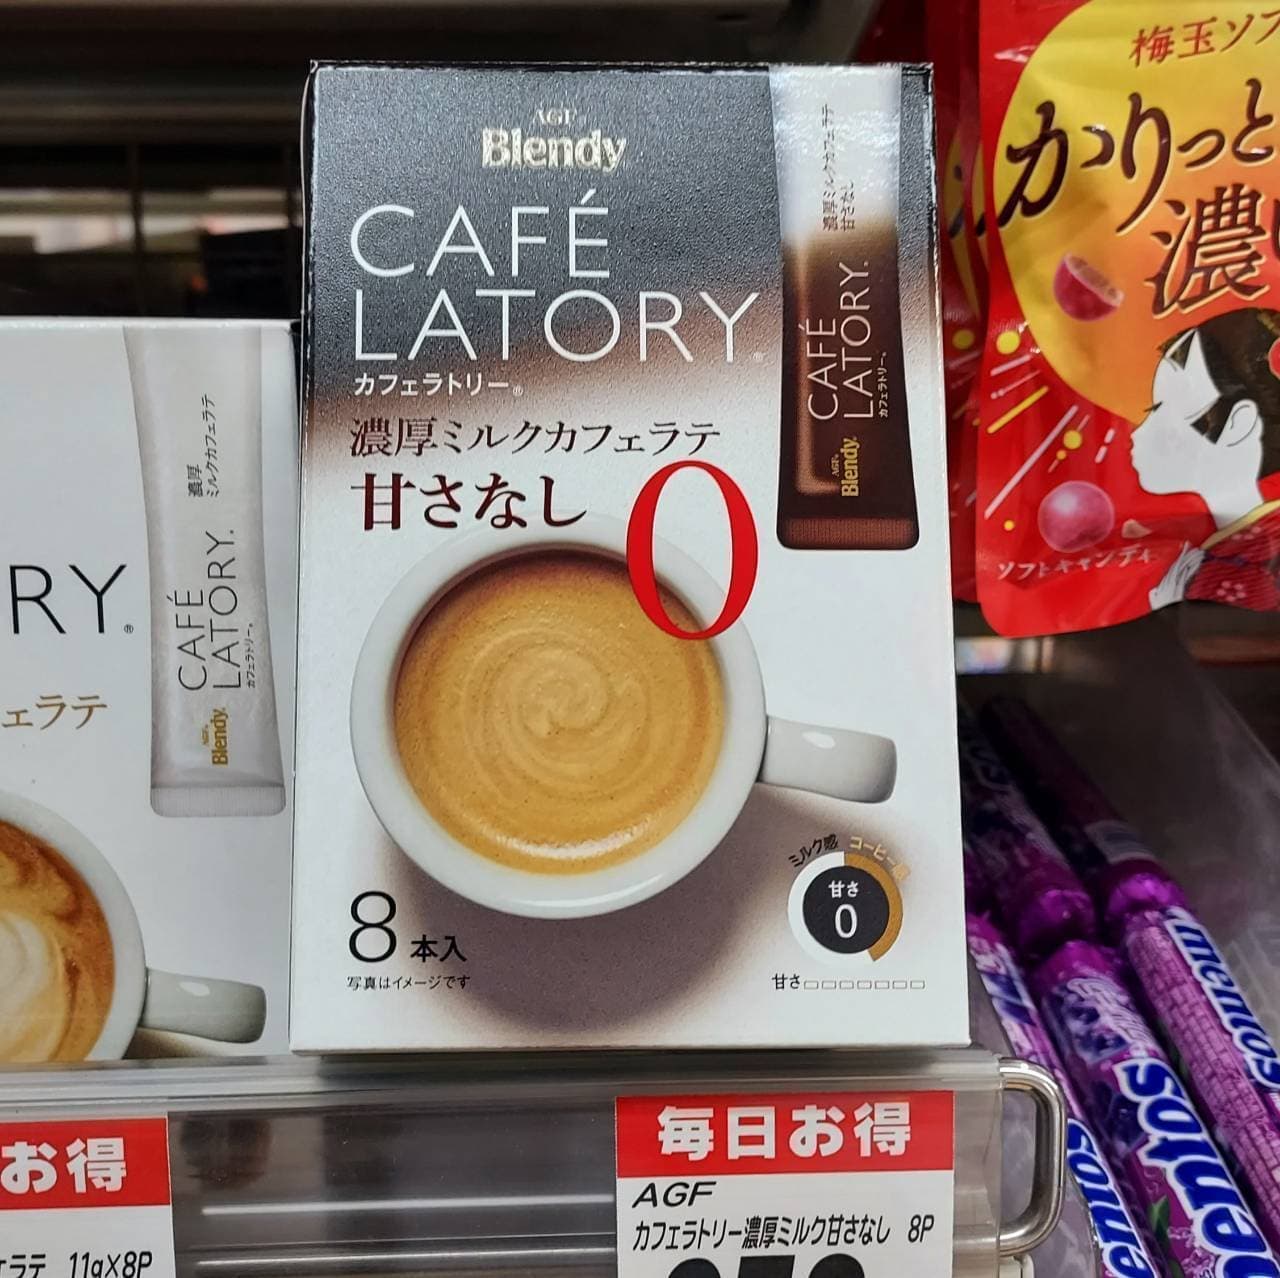 AGF
Blendy
CAFÉ
LATORY®
カフェラトリー®
濃厚ミルクカフェラテ
甘さなし
0
8本入
写真はイメージです
ミルク感
コーヒー感
甘さ
0
甘さ
濃厚ミルクカフェラテ
甘さなし
CAFÉ
LATORY.
カフェラトリー®
AGF
Blendy
RY®
ェラテ
濃厚
ミルクカフェラテ
CAFÉ
LATORY.
カフェラトリー®
AGF
Blendy
梅玉ソフ
かりっと
濃
ソフトキャンディ
mentos
mentos
entos
お得
ェラテ 11g×8P
毎日お得
AGF
カフェラトリー濃厚ミルク甘さなし 8P